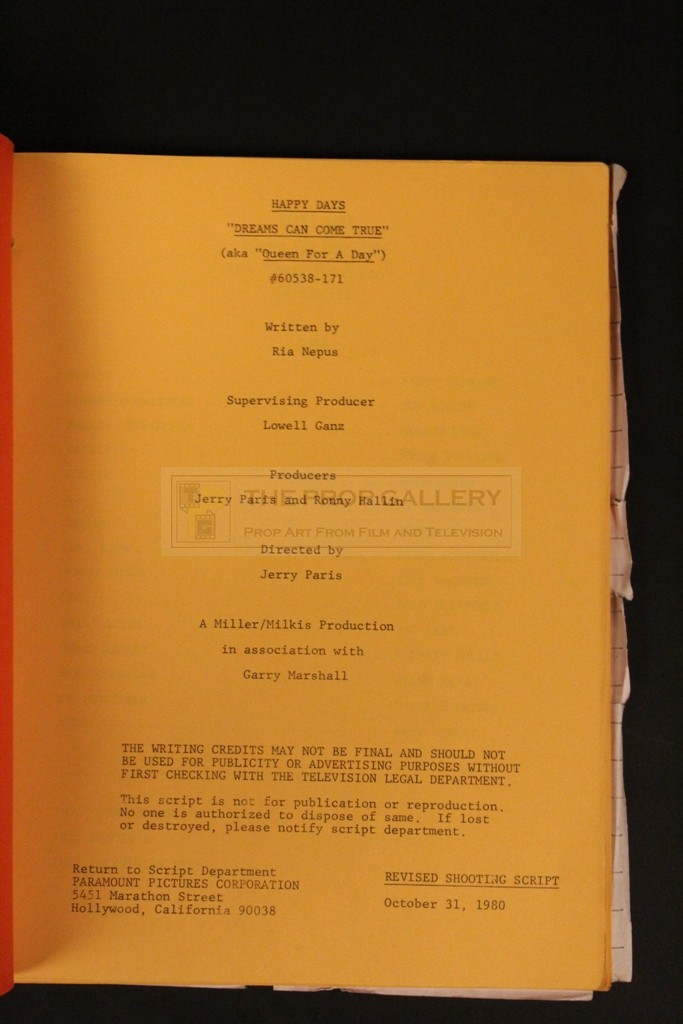 HAPPY DAYS
"DREAMS CAN COME TRUE"
(aka "Queen For A Day")
#60538-171
Written by
Ria Nepus
Supervising Producer
Lowell Ganz
Producers
Jerry Paris and Ronny Hallin
THE PROP GALLERY
PROP ART FROM FILM AND TELEVISION
Directed by
Jerry Paris
A Miller/Milkis Production
in association with
Garry Marshall
THE WRITING CREDITS MAY NOT BE FINAL AND SHOULD NOT
BE USED FOR PUBLICITY OR ADVERTISING PURPOSES WITHOUT
FIRST CHECKING WITH THE TELEVISION LEGAL DEPARTMENT.
This script is not for publication or reproduction.
No one is authorized to dispose of same. If lost
or destroyed, please notify script department.
Return to Script Department
PARAMOUNT PICTURES CORPORATION
5451 Marathon Street
Hollywood, California 90038
REVISED SHOOTING SCRIPT
October 31, 1980